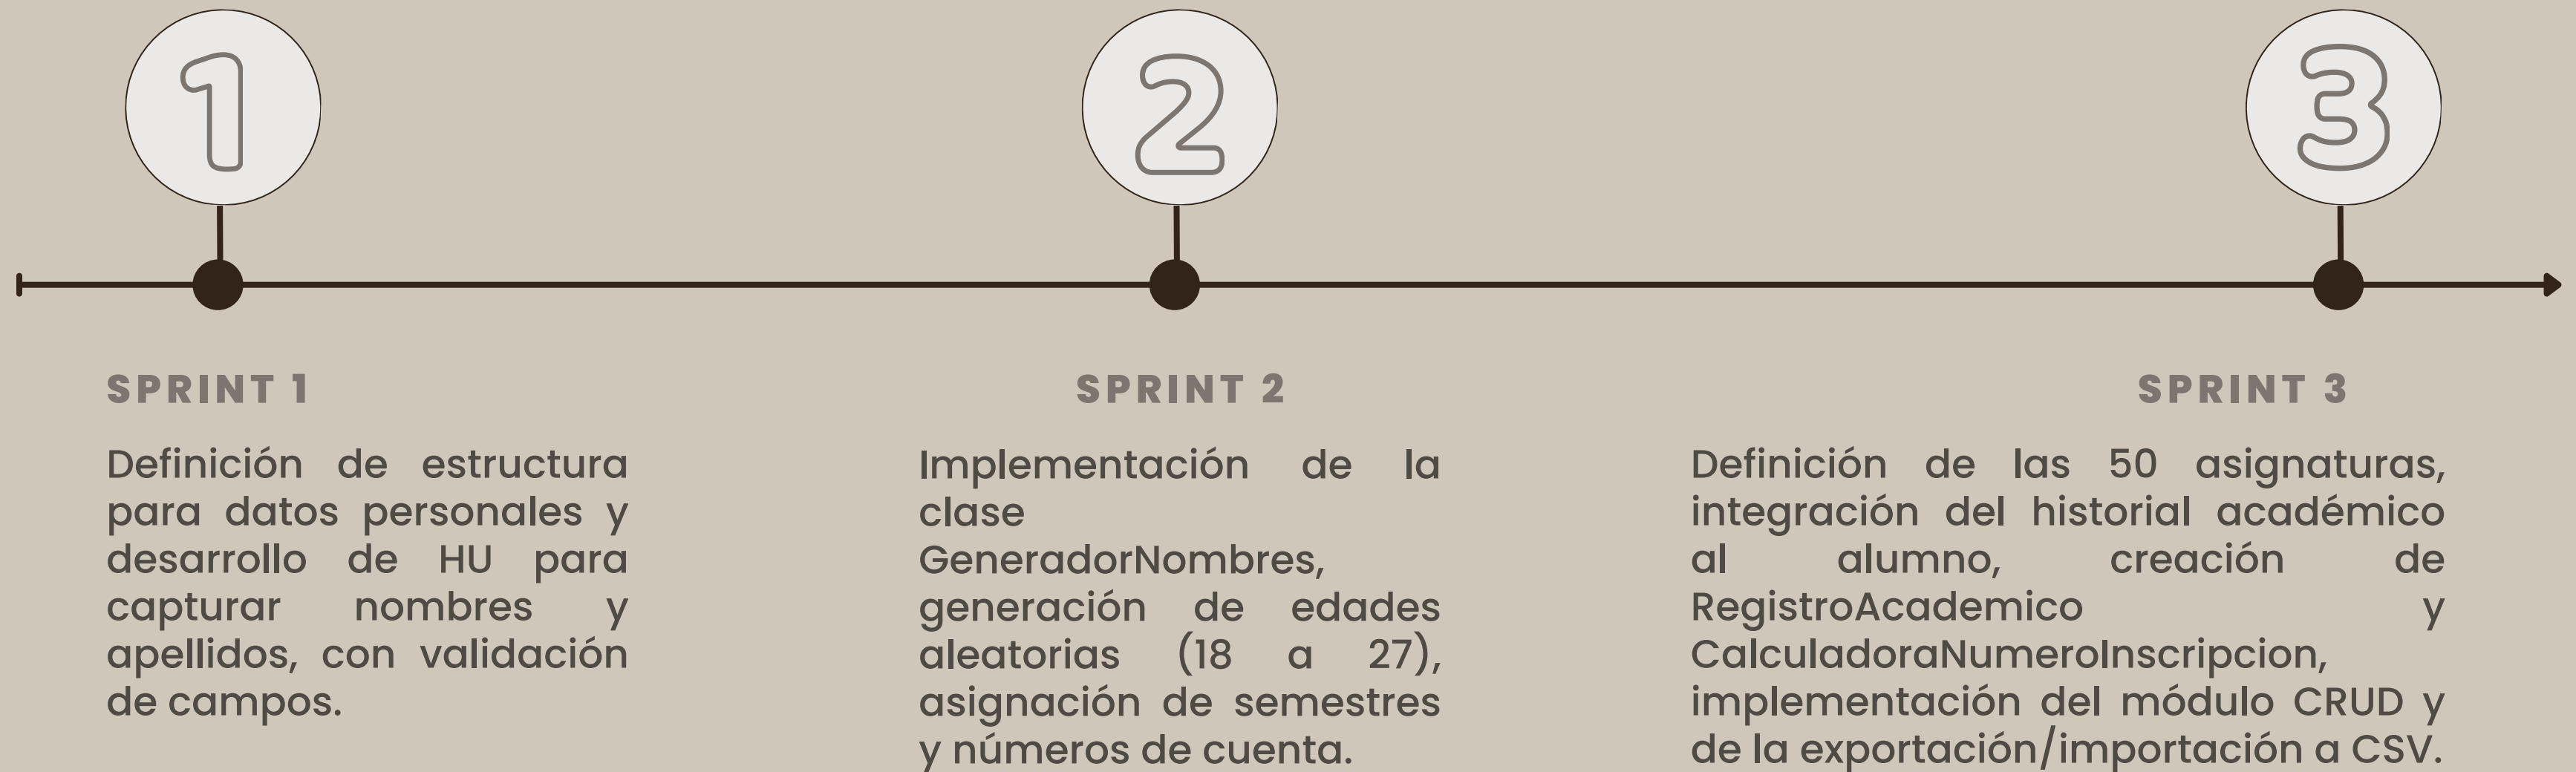 1
2
3
SPRINT 1
Definición de estructura
para datos personales y
desarrollo de HU para
capturar nombres y
apellidos, con validación
de campos.
SPRINT 2
Implementación de la
clase
GeneradorNombres,
generación de edades
aleatorias (18 a 27),
asignación de semestres
y números de cuenta.
SPRINT 3
Definición de las 50 asignaturas,
integración del historial académico
al alumno, creación de
RegistroAcademico y
CalculadoraNumeroInscripcion,
implementación del módulo CRUD y
de la exportación/importación a CSV.